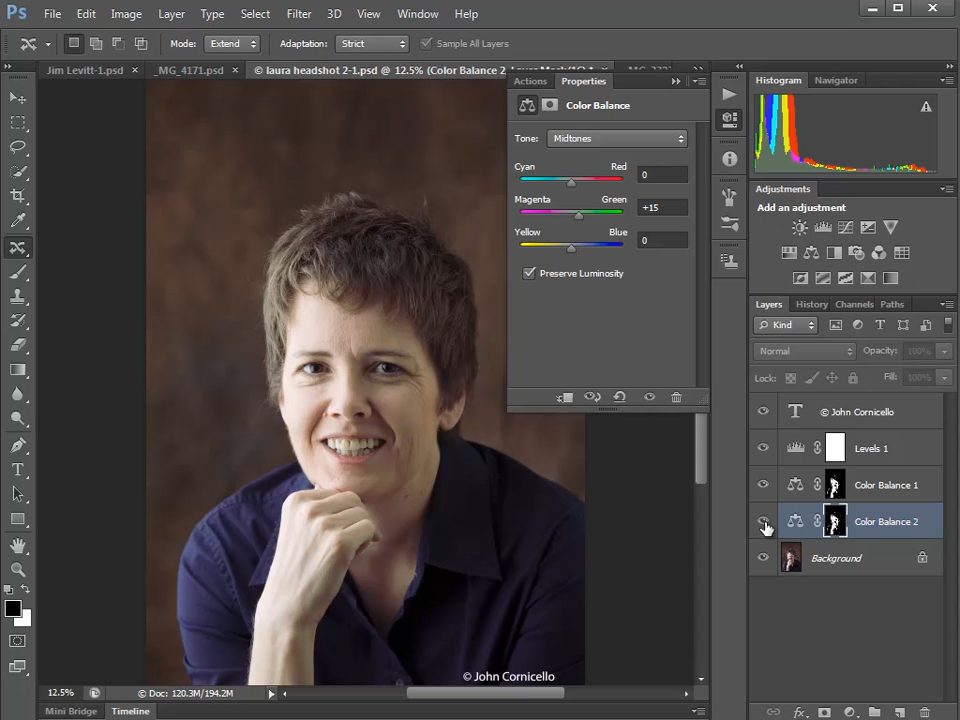 Ps File Edit Image Layer Type Select Filter 3D View Window Help
Mode: Extend Adaptation: Strict Sample All Layers
Jim Levitt-1.psd × _MG_4171.psd × © laura headshot 2-1.psd @ 12.5% (Color Balance 2,
Actions Properties
Color Balance
Tone: Midtones
Cyan Red 0
Magenta Green +15
Yellow Blue 0
Preserve Luminosity
Histogram Navigator
Adjustments
Add an adjustment
Layers History Channels Paths
Kind
Normal Opacity: 100%
Lock: Fill: 100%
T © John Cornicello
Levels 1
Color Balance 1
Color Balance 2
Background
© John Cornicello
12.5% Doc: 120.3M/194.2M
Mini Bridge Timeline
fx